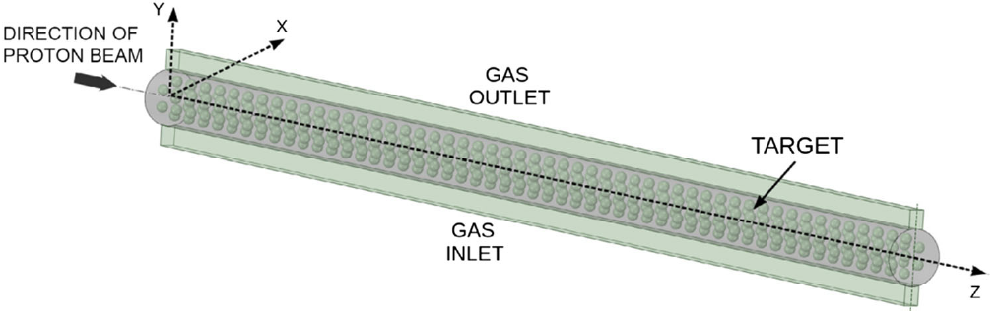 Y
X
DIRECTION OF
PROTON BEAM
GAS
OUTLET
TARGET
GAS
INLET
Z